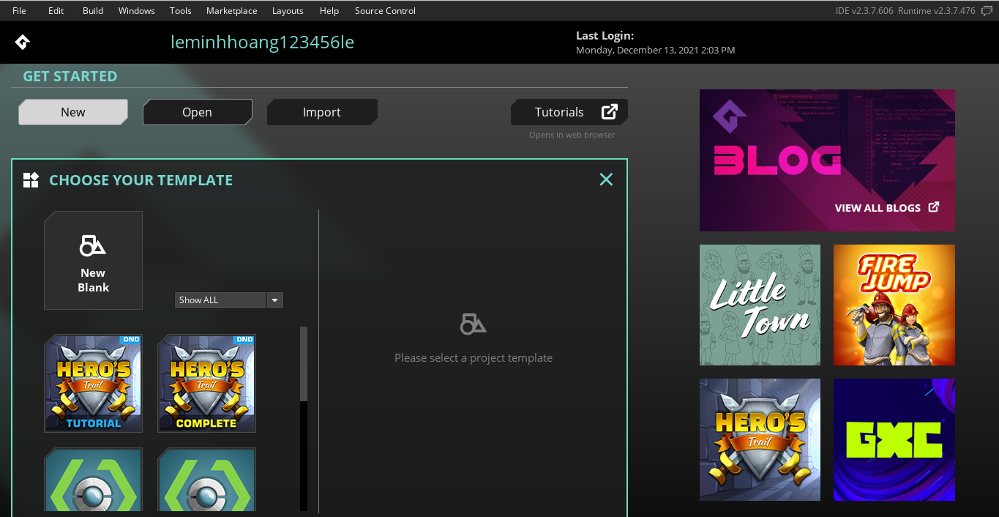 File Edit Build Windows Tools Marketplace Layouts Help Source Control IDE v2.3.7.606 Runtime v2.3.7.476
leminhhoang123456le
Last Login:
Monday, December 13, 2021 2:03 PM
GET STARTED
New Open Import Tutorials
Opens in web browser
CHOOSE YOUR TEMPLATE
New
Blank
Show ALL
DND
HERO'S
Trail
TUTORIAL
DND
HERO'S
Trail
COMPLETE
Please select a project template
BLOG
VIEW ALL BLOGS
Little
Town
FIRE
JUMP
HERO'S
Trail
GXC